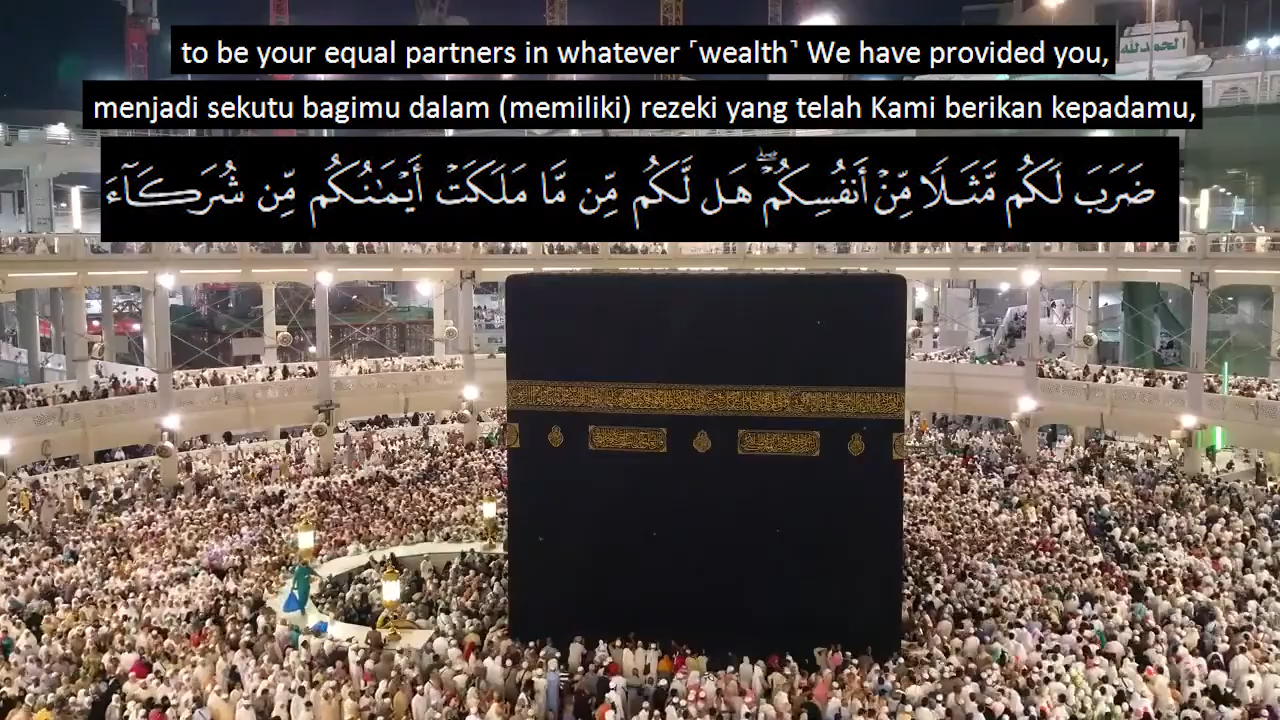 to be your equal partners in whatever ˹wealth˺ We have provided you,
menjadi sekutu bagimu dalam (memiliki) rezeki yang telah Kami berikan kepadamu,
ضَرَبَ لَكُم مَّثَلًا مِّنْ أَنفُسِكُمْ ۖ هَل لَّكُم مِّن مَّا مَلَكَتْ أَيْمَـٰنُكُم مِّن شُرَكَآءَ
الحمدلله